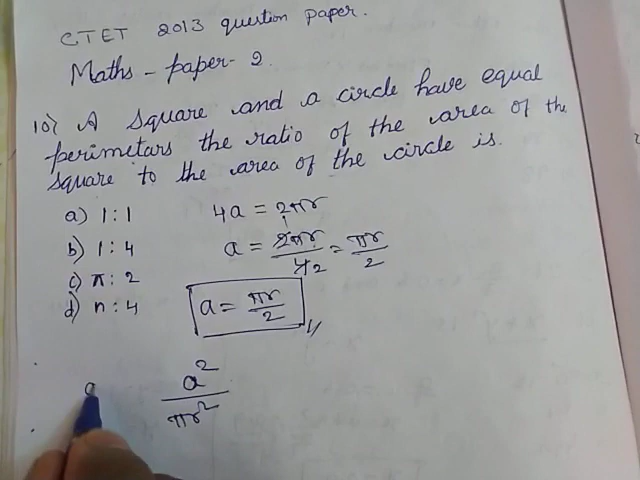 CTET 2013 question paper.
Maths - paper - 2.
10) A square and a circle have equal
perimetars the ratio of the area of the
square to the area of the circle is.
a) 1 : 1
b) 1 : 4
c) π : 2
d) n : 4
4a = 2πr
a = 2πr/4 2 = πr/2
a = πr/2
a a²/πr²